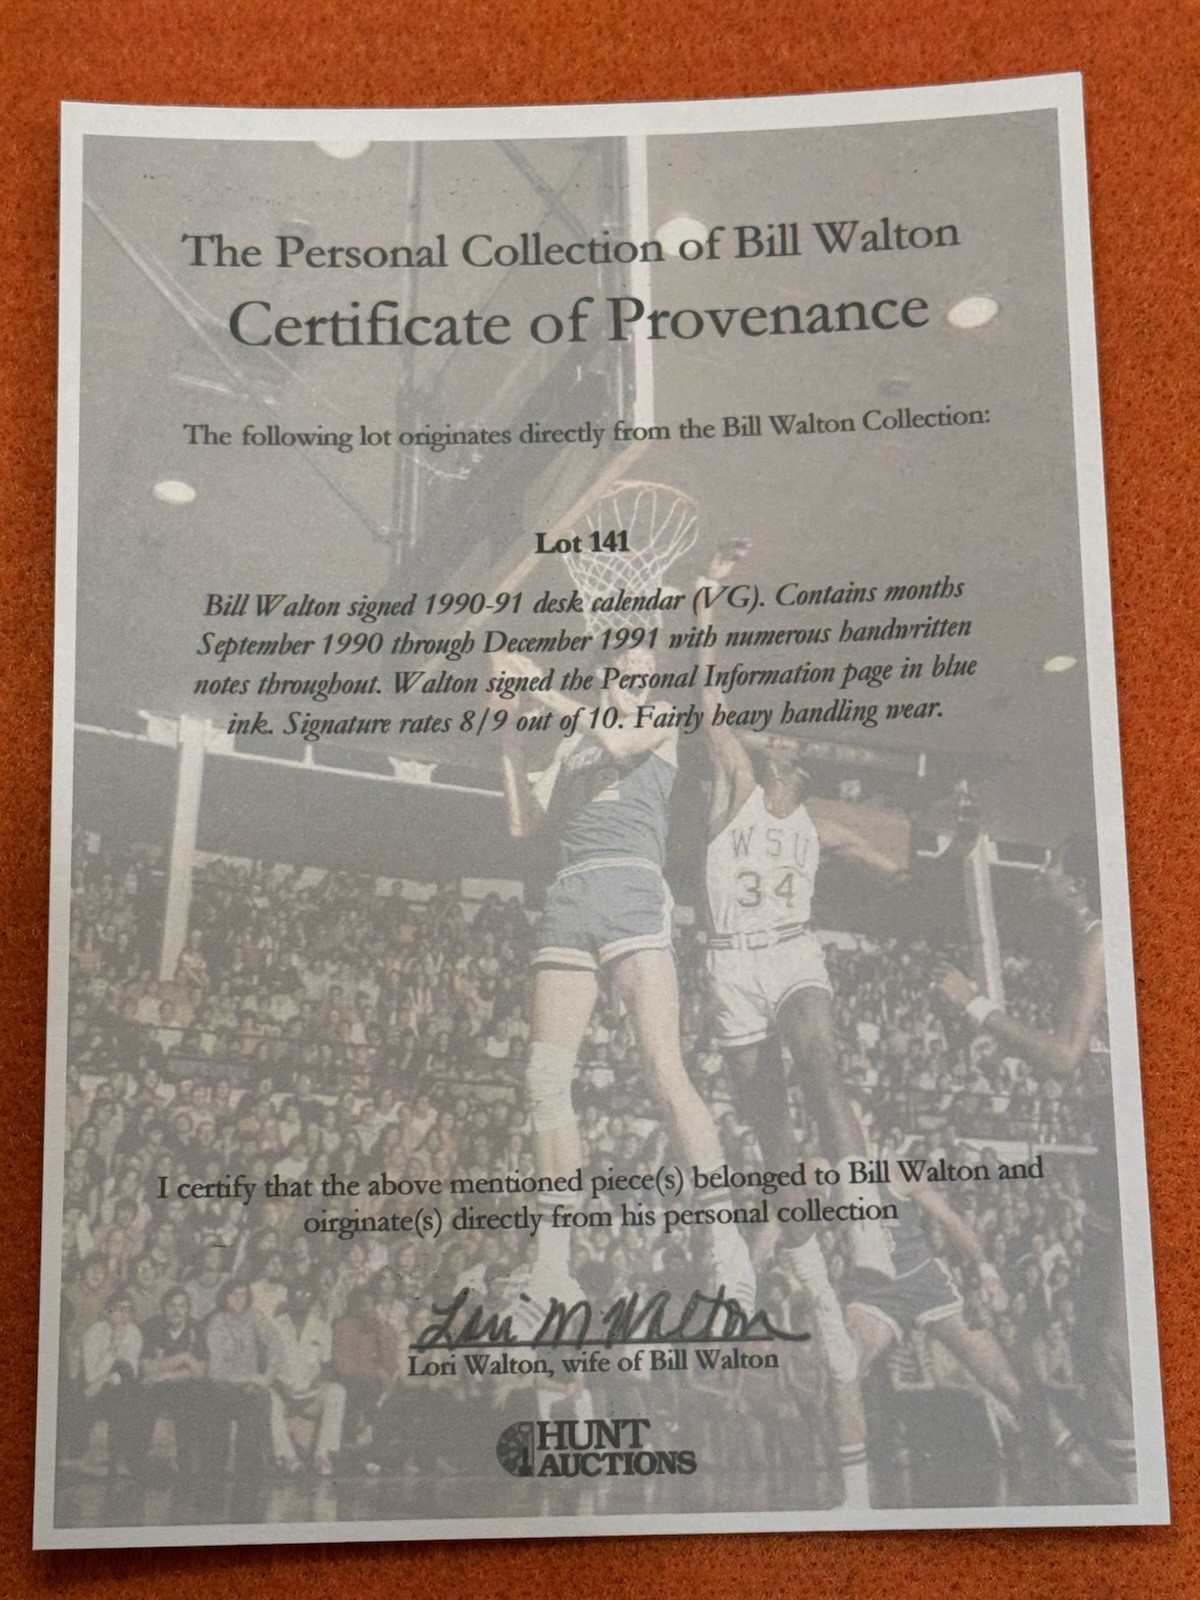 The Personal Collection of Bill Walton
Certificate of Provenance
The following lot originates directly from the Bill Walton Collection:
Lot 141
Bill Walton signed 1990-91 desk calendar (VG). Contains months
September 1990 through December 1991 with numerous handwritten
notes throughout. Walton signed the Personal Information page in blue
ink. Signature rates 8/9 out of 10. Fairly heavy handling wear.
WSU
34
I certify that the above mentioned piece(s) belonged to Bill Walton and
oirginate(s) directly from his personal collection
Lori M Walton
Lori Walton, wife of Bill Walton
HUNT
AUCTIONS